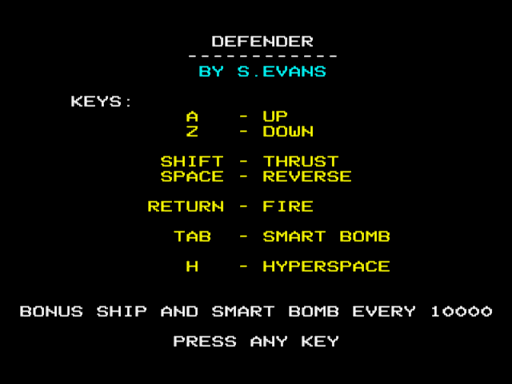 DEFENDER
------------
BY S.EVANS
KEYS:
A - UP
Z - DOWN
SHIFT - THRUST
SPACE - REVERSE
RETURN - FIRE
TAB - SMART BOMB
H - HYPERSPACE
BONUS SHIP AND SMART BOMB EVERY 10000
PRESS ANY KEY